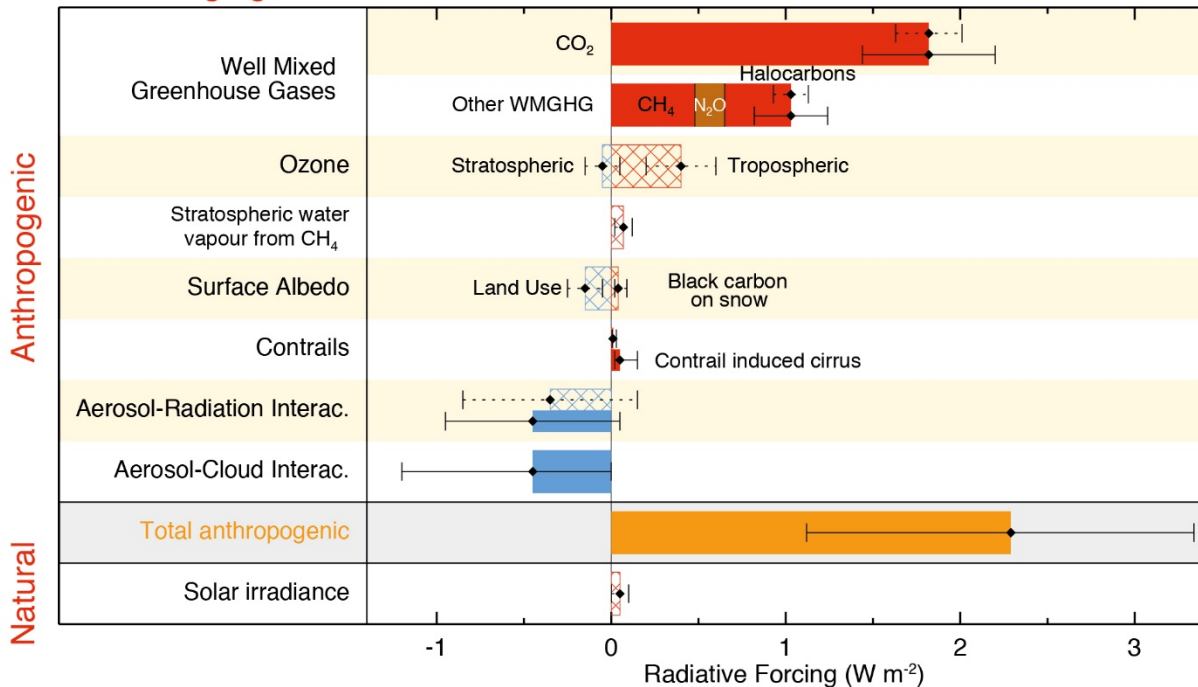 Anthropogenic
Natural
Well Mixed
Greenhouse Gases
CO₂
Halocarbons
Other WMGHG
CH₄
N₂O
Ozone
Stratospheric
Tropospheric
Stratospheric water
vapour from CH₄
Surface Albedo
Land Use
Black carbon
on snow
Contrails
Contrail induced cirrus
Aerosol-Radiation Interac.
Aerosol-Cloud Interac.
Total anthropogenic
Solar irradiance
-1 0 1 2 3
Radiative Forcing (W m⁻²)